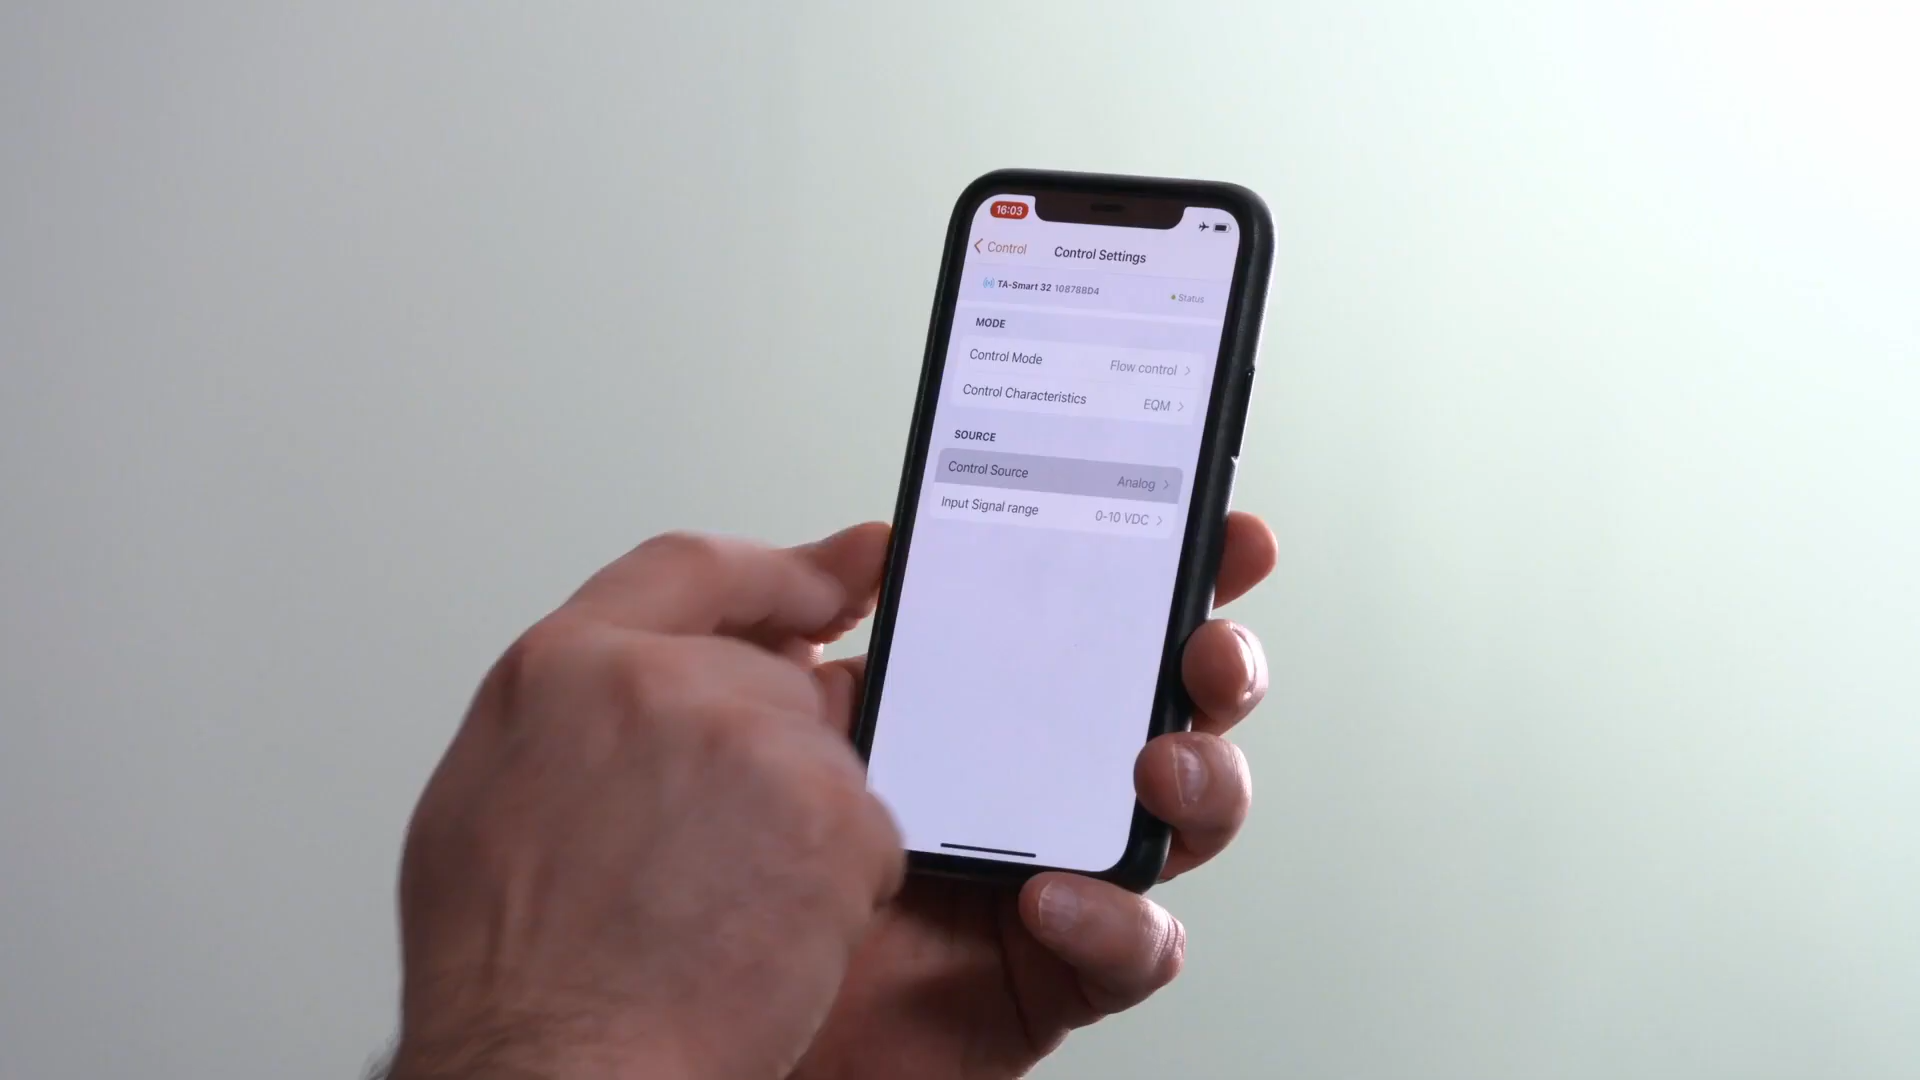 16:03
Control Control Settings
TA-Smart 32 10878BD4 Status
MODE
Control Mode Flow control
Control Characteristics EQM
SOURCE
Control Source Analog
Input Signal range 0-10 VDC